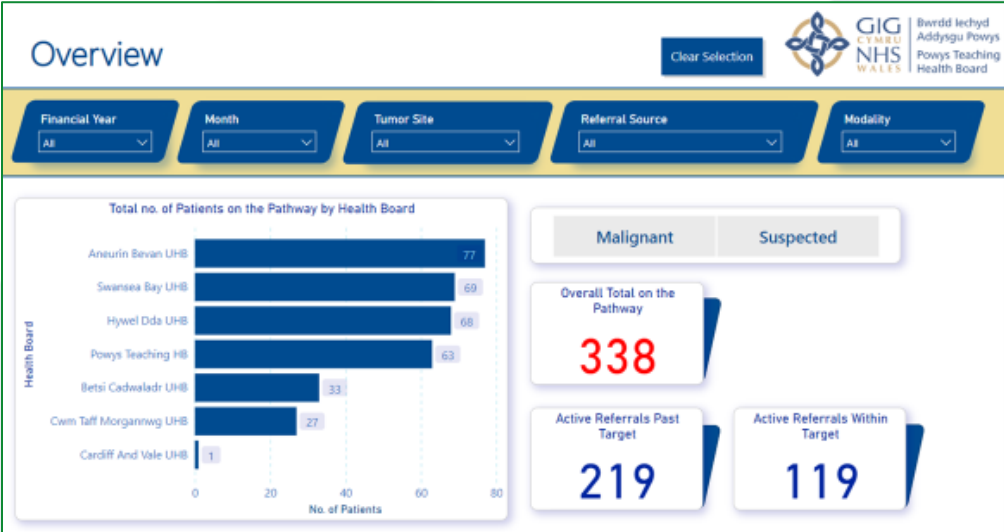 Overview
Clear Selection
GIG
CYMRU
NHS
WALES
Bwrdd Iechyd
Addysgu Powys
Powys Teaching
Health Board
Financial Year
All
Month
All
Tumor Site
All
Referral Source
All
Modality
All
Total no. of Patients on the Pathway by Health Board
Health Board
Aneurin Bevan UHB 77
Swansea Bay UHB 69
Hywel Dda UHB 68
Powys Teaching HB 63
Betsi Cadwaladr UHB 33
Cwm Taff Morgannwg UHB 27
Cardiff And Vale UHB 1
0 20 40 60 80
No. of Patients
Malignant Suspected
Overall Total on the
Pathway
338
Active Referrals Past
Target
219
Active Referrals Within
Target
119